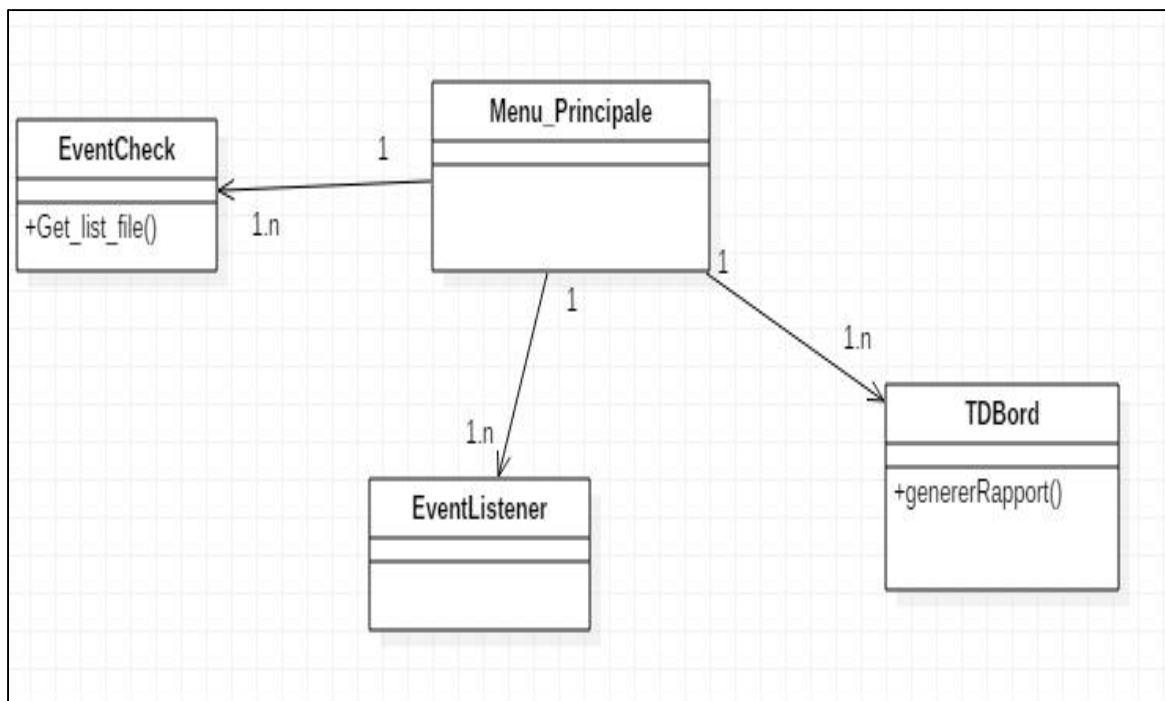 Menu_Principale
EventCheck
+Get_list_file()
1
1.n
1
1.n
1
1.n
EventListener
TDBord
+genererRapport()